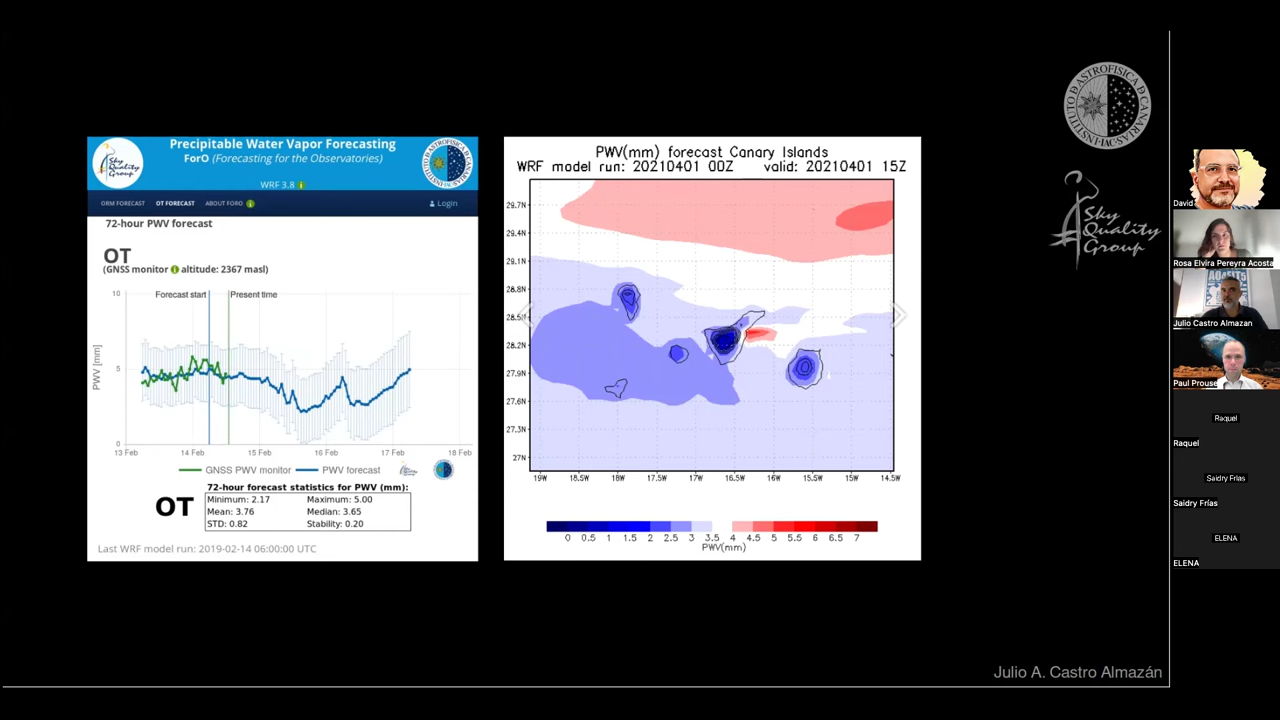 Precipitable Water Vapor Forecasting
ForO (Forecasting for the Observatories)
WRF 3.8 i
Sky Quality Group
ORM FORECAST OT FORECAST ABOUT FORO i Login
72-hour PWV forecast
OT
(GNSS monitor i altitude: 2367 masl)
Forecast start Present time
10
5
0
PWV [mm]
13 Feb 14 Feb 15 Feb 16 Feb 17 Feb 18 Feb
GNSS PWV monitor PWV forecast
72-hour forecast statistics for PWV (mm):
OT
Minimum: 2.17 Maximum: 5.00
Mean: 3.76 Median: 3.65
STD: 0.82 Stability: 0.20
Last WRF model run: 2019-02-14 06:00:00 UTC
PWV(mm) forecast Canary Islands
WRF model run: 20210401 00Z valid: 20210401 15Z
29.7N
29.4N
29.1N
28.8N
28.5N
28.2N
27.9N
27.6N
27.3N
27N
19W 18.5W 18W 17.5W 17W 16.5W 16W 15.5W 15W 14.5W
0 0.5 1 1.5 2 2.5 3 3.5 4 4.5 5 5.5 6 6.5 7
PWV(mm)
INSTITUTO D ASTROFISICA D CANARIAS
Sky
Quality
Group
Julio A. Castro Almazán
David
Rosa Elvira Pereyra Acosta
Julio Castro Almazan
Paul Prouse
Raquel
Raquel
Saidry Frías
Saidry Frías
ELENA
ELENA